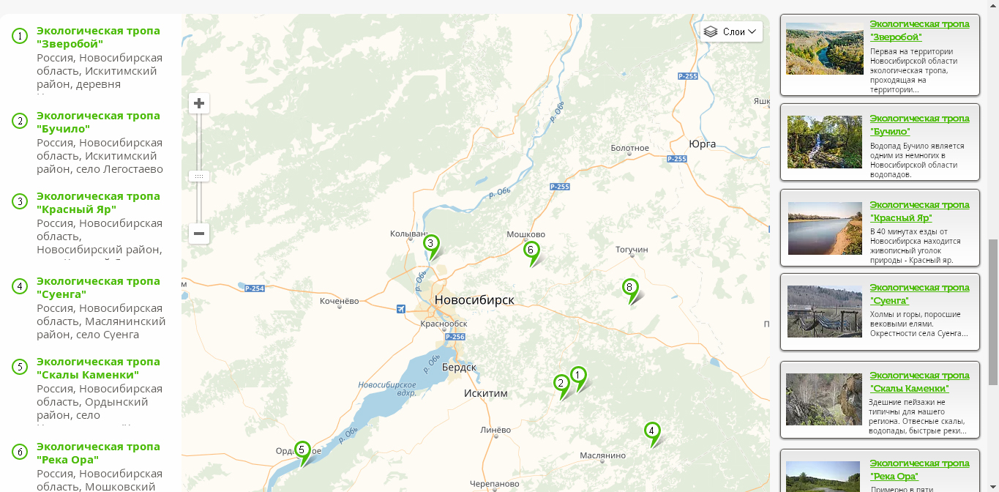 1
Экологическая тропа
"Зверобой"
Россия, Новосибирская
область, Искитимский
район, деревня
2
Экологическая тропа
"Бучило"
Россия, Новосибирская
область, Искитимский
район, село Легостаево
3
Экологическая тропа
"Красный Яр"
Россия, Новосибирская
область,
Новосибирский район,
4
Экологическая тропа
"Суенга"
Россия, Новосибирская
область, Маслянинский
район, село Суенга
5
Экологическая тропа
"Скалы Каменки"
Россия, Новосибирская
область, Ордынский
район, село
6
Экологическая тропа
"Река Ора"
Россия, Новосибирская
область, Мошковский
Слои
Р-255
р. Обь
Юрга
Болотное
Р-255
Р-255
р. Обь
Мошково
3
6
Тогучин
р. Обь
8
Р-254
Коченёво
Новосибирск
Краснообск
Р-256
р. Обь
Бердск
Новосибирское
вдхр.
1
2
Искитим
р. Обь
Линёво
4
5
Маслянино
Черепаново
Экологическая тропа
"Зверобой"
Первая на территории
Новосибирской области
экологическая тропа,
проходящая на
территории...
Экологическая тропа
"Бучило"
Водопад Бучило является
одним из немногих в
Новосибирской области
водопадов.
Экологическая тропа
"Красный Яр"
В 40 минутах езды от
Новосибирска находится
живописный уголок
природы - Красный яр.
Экологическая тропа
"Суенга"
Холмы и горы, поросшие
вековыми елями.
Окрестности села Суенга...
Экологическая тропа
"Скалы Каменки"
Здешние пейзажи не
типичны для нашего
региона. Отвесные скалы,
водопады, быстрые реки...
Экологическая тропа
"Река Ора"
Примерно в пяти